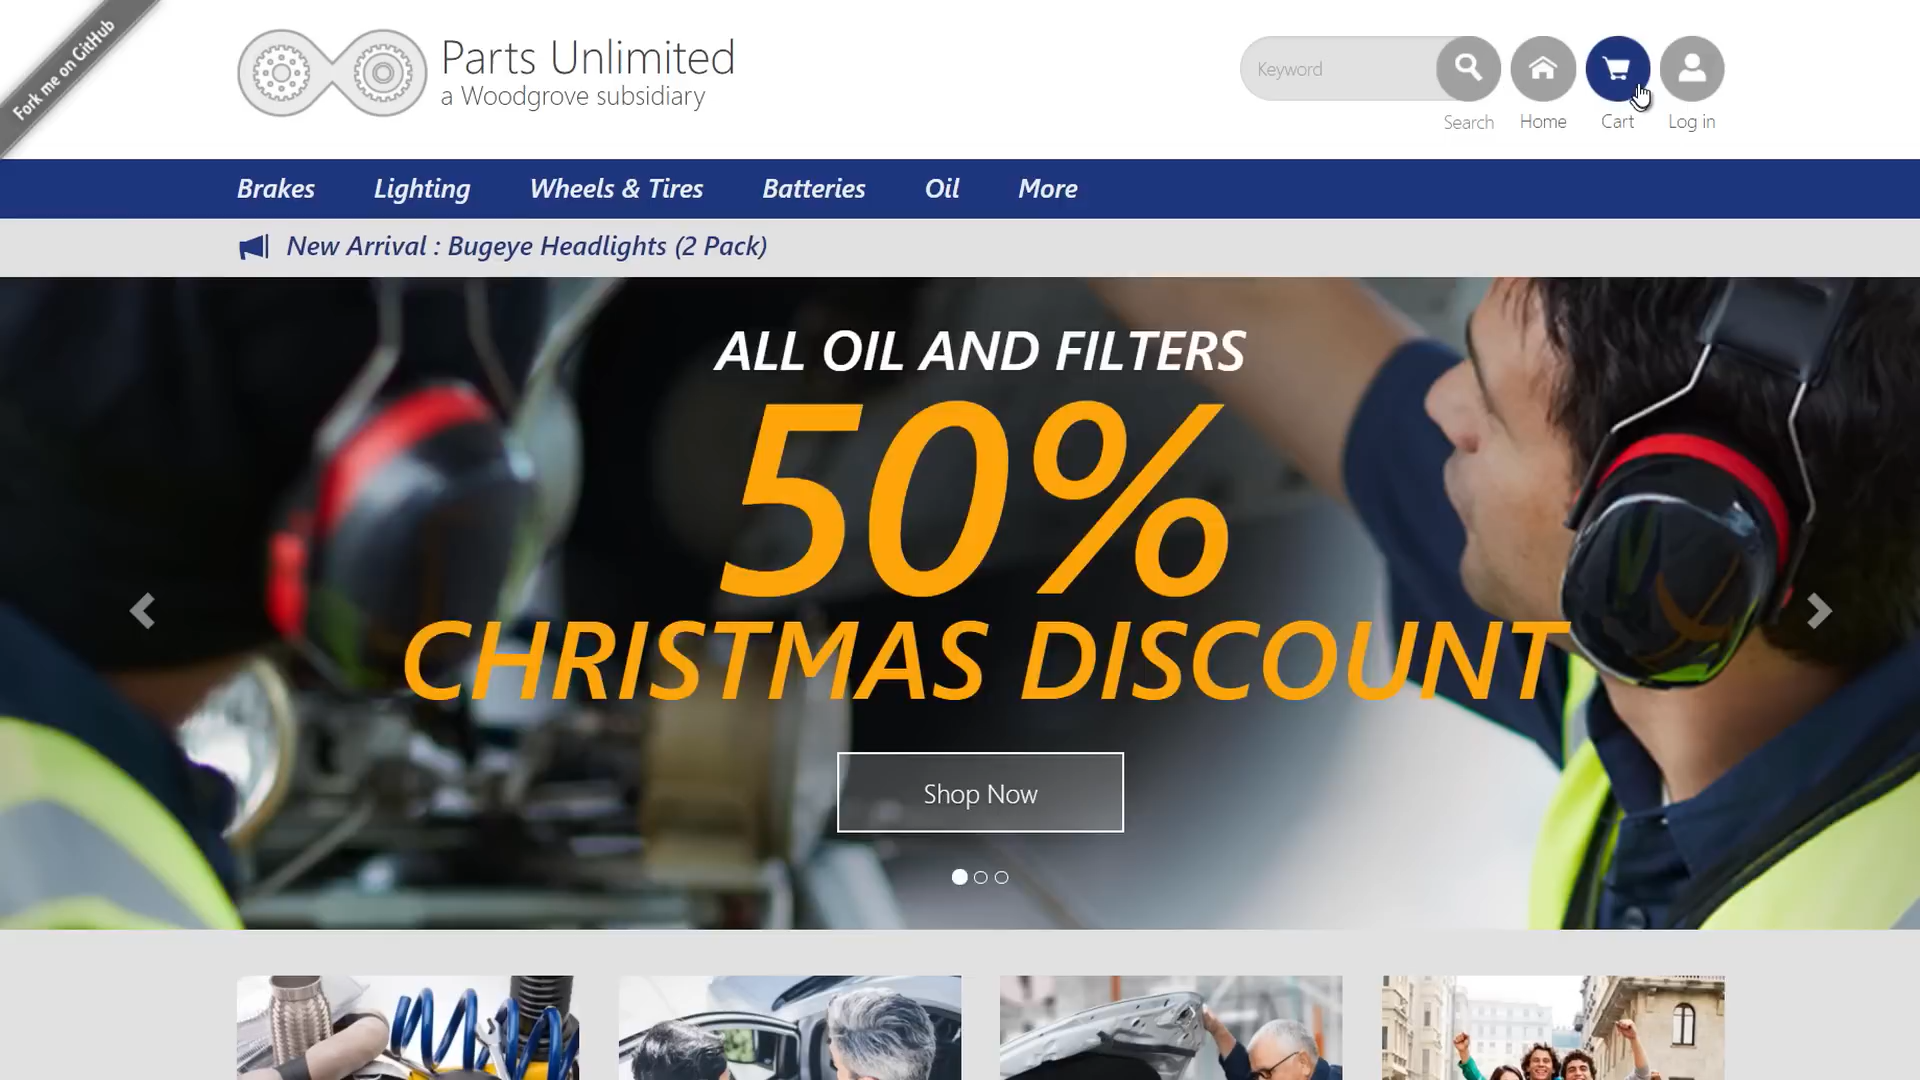 Fork me on GitHub
Parts Unlimited
a Woodgrove subsidiary
Keyword
Search
Home
Cart
Log in
Brakes
Lighting
Wheels & Tires
Batteries
Oil
More
New Arrival : Bugeye Headlights (2 Pack)
ALL OIL AND FILTERS
50%
CHRISTMAS DISCOUNT
Shop Now